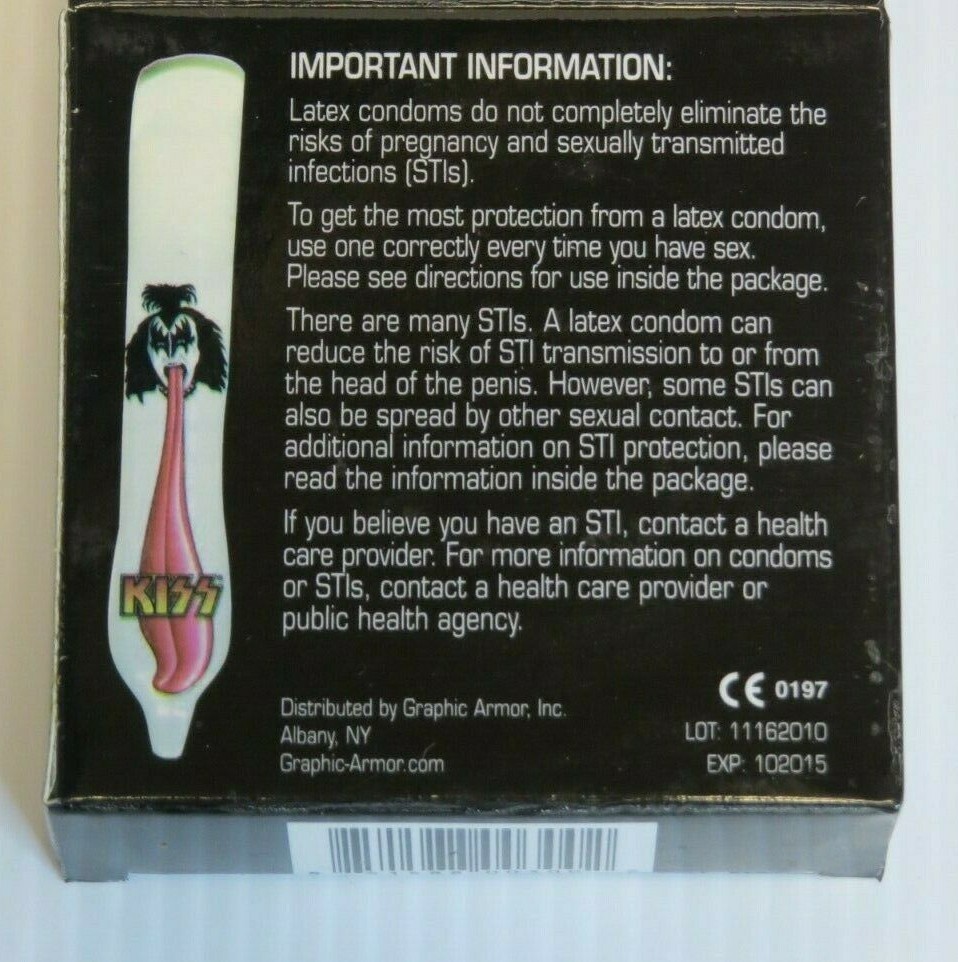 IMPORTANT INFORMATION:
Latex condoms do not completely eliminate the
risks of pregnancy and sexually transmitted
infections (STIs).
To get the most protection from a latex condom,
use one correctly every time you have sex.
Please see directions for use inside the package.
There are many STIs. A latex condom can
reduce the risk of STI transmission to or from
the head of the penis. However, some STIs can
also be spread by other sexual contact. For
additional information on STI protection, please
read the information inside the package.
If you believe you have an STI, contact a health
care provider. For more information on condoms
or STIs, contact a health care provider or
public health agency.
KISS
Distributed by Graphic Armor, Inc.
Albany, NY
Graphic-Armor.com
CE 0197
LOT: 11162010
EXP: 102015